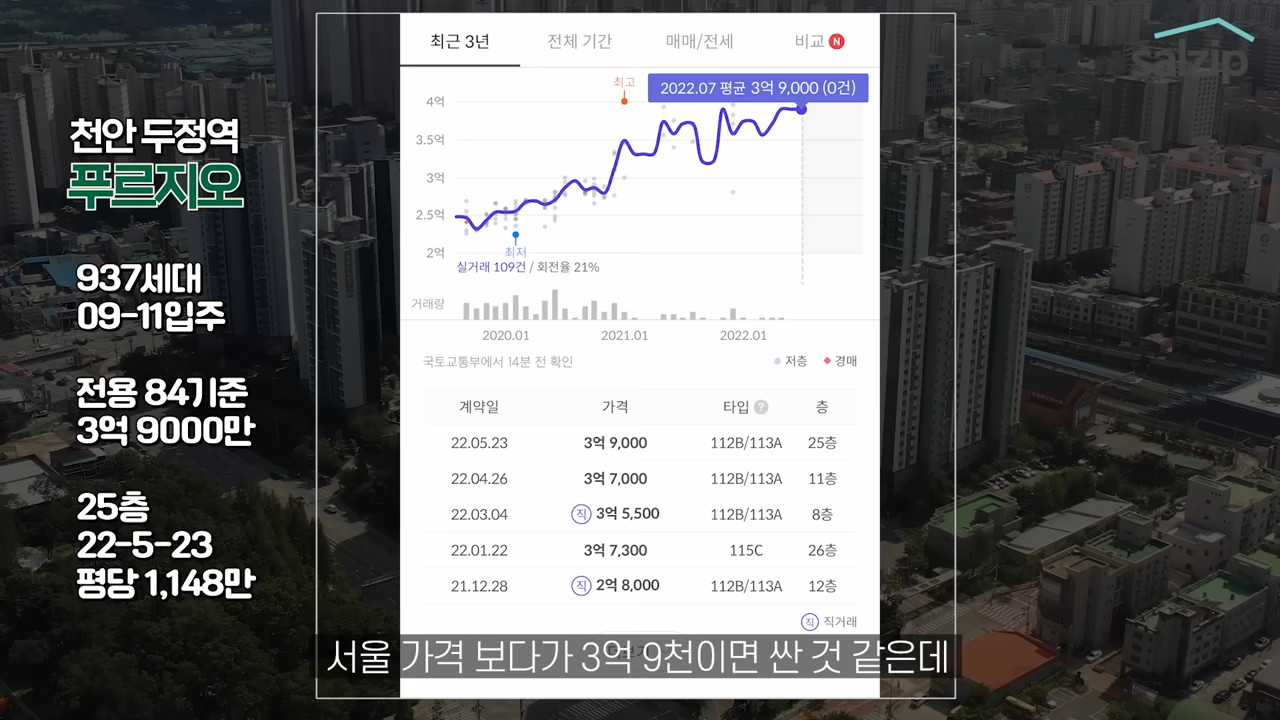 salzip
천안 두정역
푸르지오
937세대
09-11입주
전용 84기준
3억 9000만
25층
22-5-23
평당 1,148만
최근 3년 전체 기간 매매/전세 비교 N
최고
2022.07 평균 3억 9,000 (0건)
4억
3.5억
3억
2.5억
2억
최저
실거래 109건 / 회전율 21%
거래량
2020.01 2021.01 2022.01
국토교통부에서 14분 전 확인 저층 경매
계약일 가격 타입 ? 층
22.05.23 3억 9,000 112B/113A 25층
22.04.26 3억 7,000 112B/113A 11층
22.03.04 직 3억 5,500 112B/113A 8층
22.01.22 3억 7,300 115C 26층
21.12.28 직 2억 8,000 112B/113A 12층
직 직거래
서울 가격 보다가 3억 9천이면 싼 것 같은데